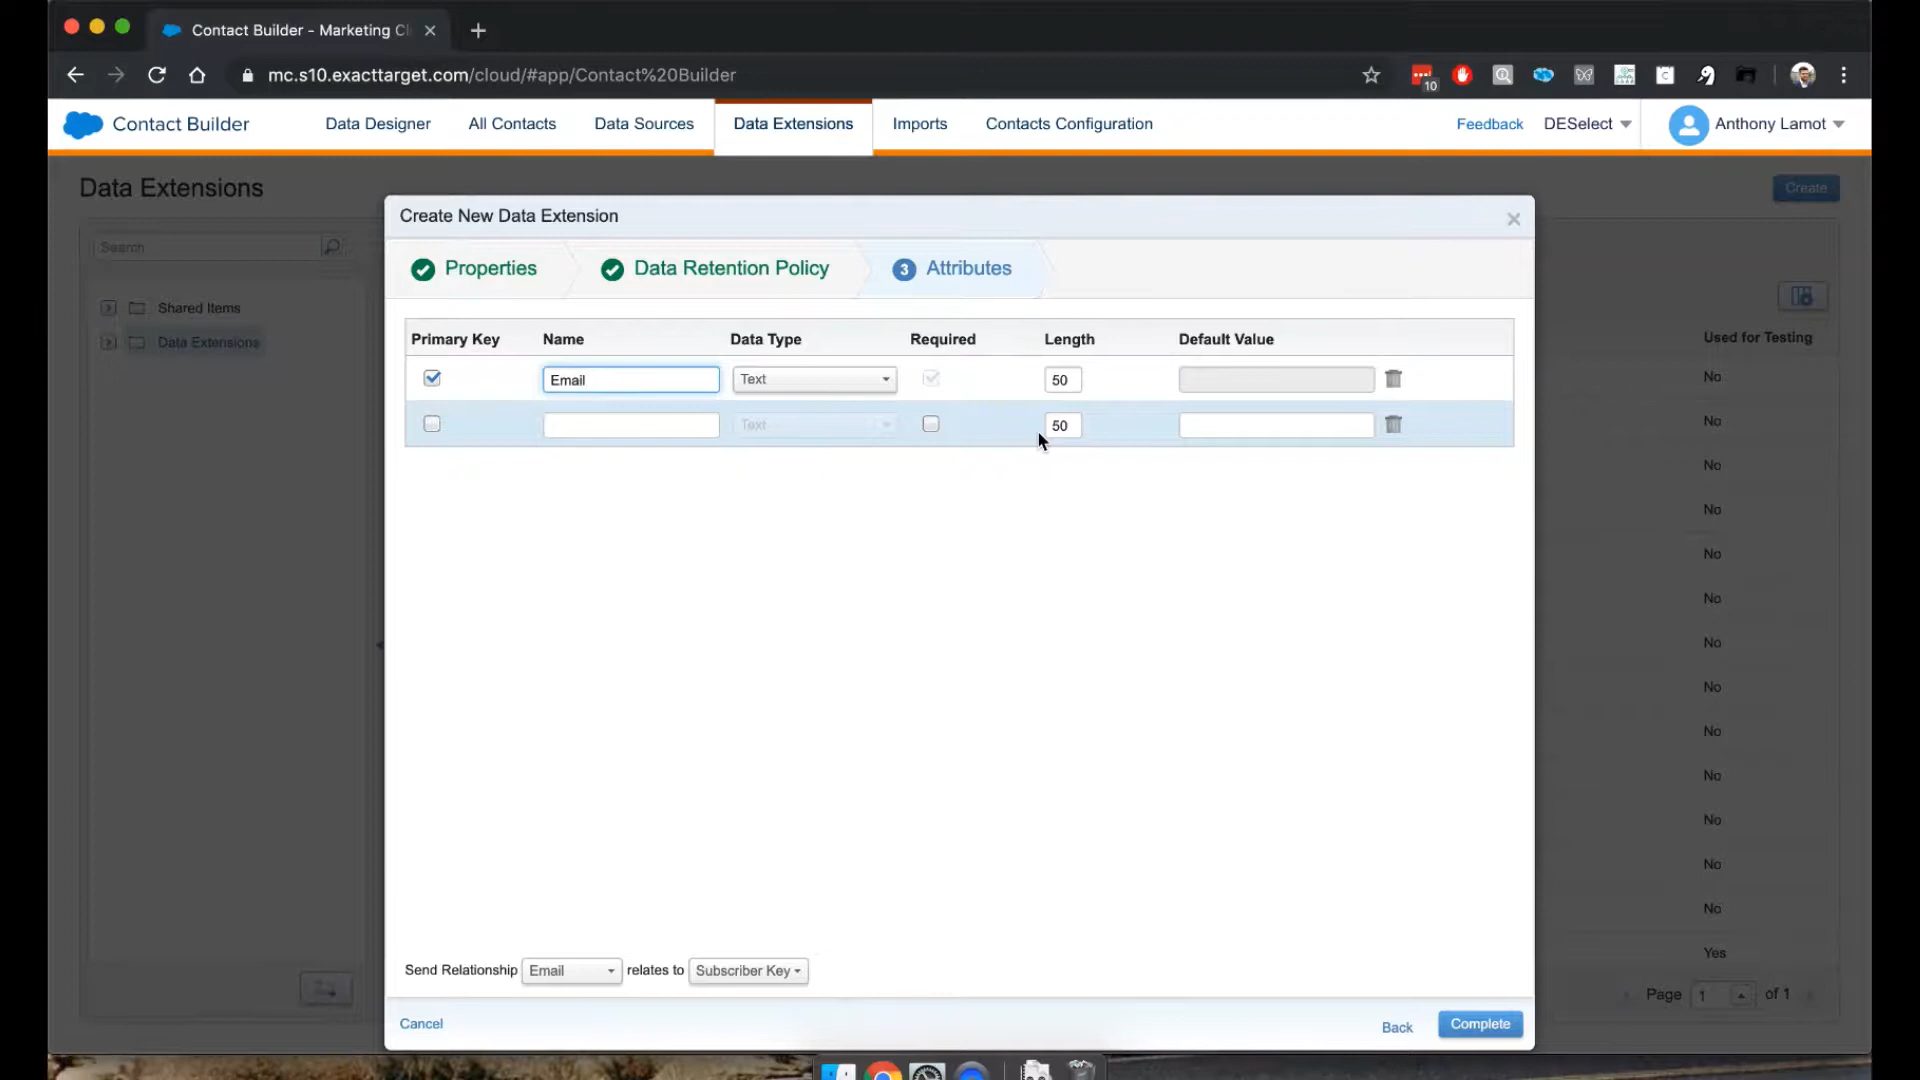 Contact Builder - Marketing Cl
mc.s10.exacttarget.com/cloud/#app/Contact%20Builder
10
Contact Builder
Data Designer
All Contacts
Data Sources
Data Extensions
Imports
Contacts Configuration
Feedback
DESelect
Anthony Lamot
Data Extensions
Create
Search
Shared Items
Data Extensions
Create New Data Extension
Properties
Data Retention Policy
3 Attributes
Primary Key Name Data Type Required Length Default Value
Email Text 50
Text 50
Send Relationship Email relates to Subscriber Key
Cancel
Back
Complete
Used for Testing
No
No
No
No
No
No
No
No
No
No
No
No
No
Yes
Page 1 of 1